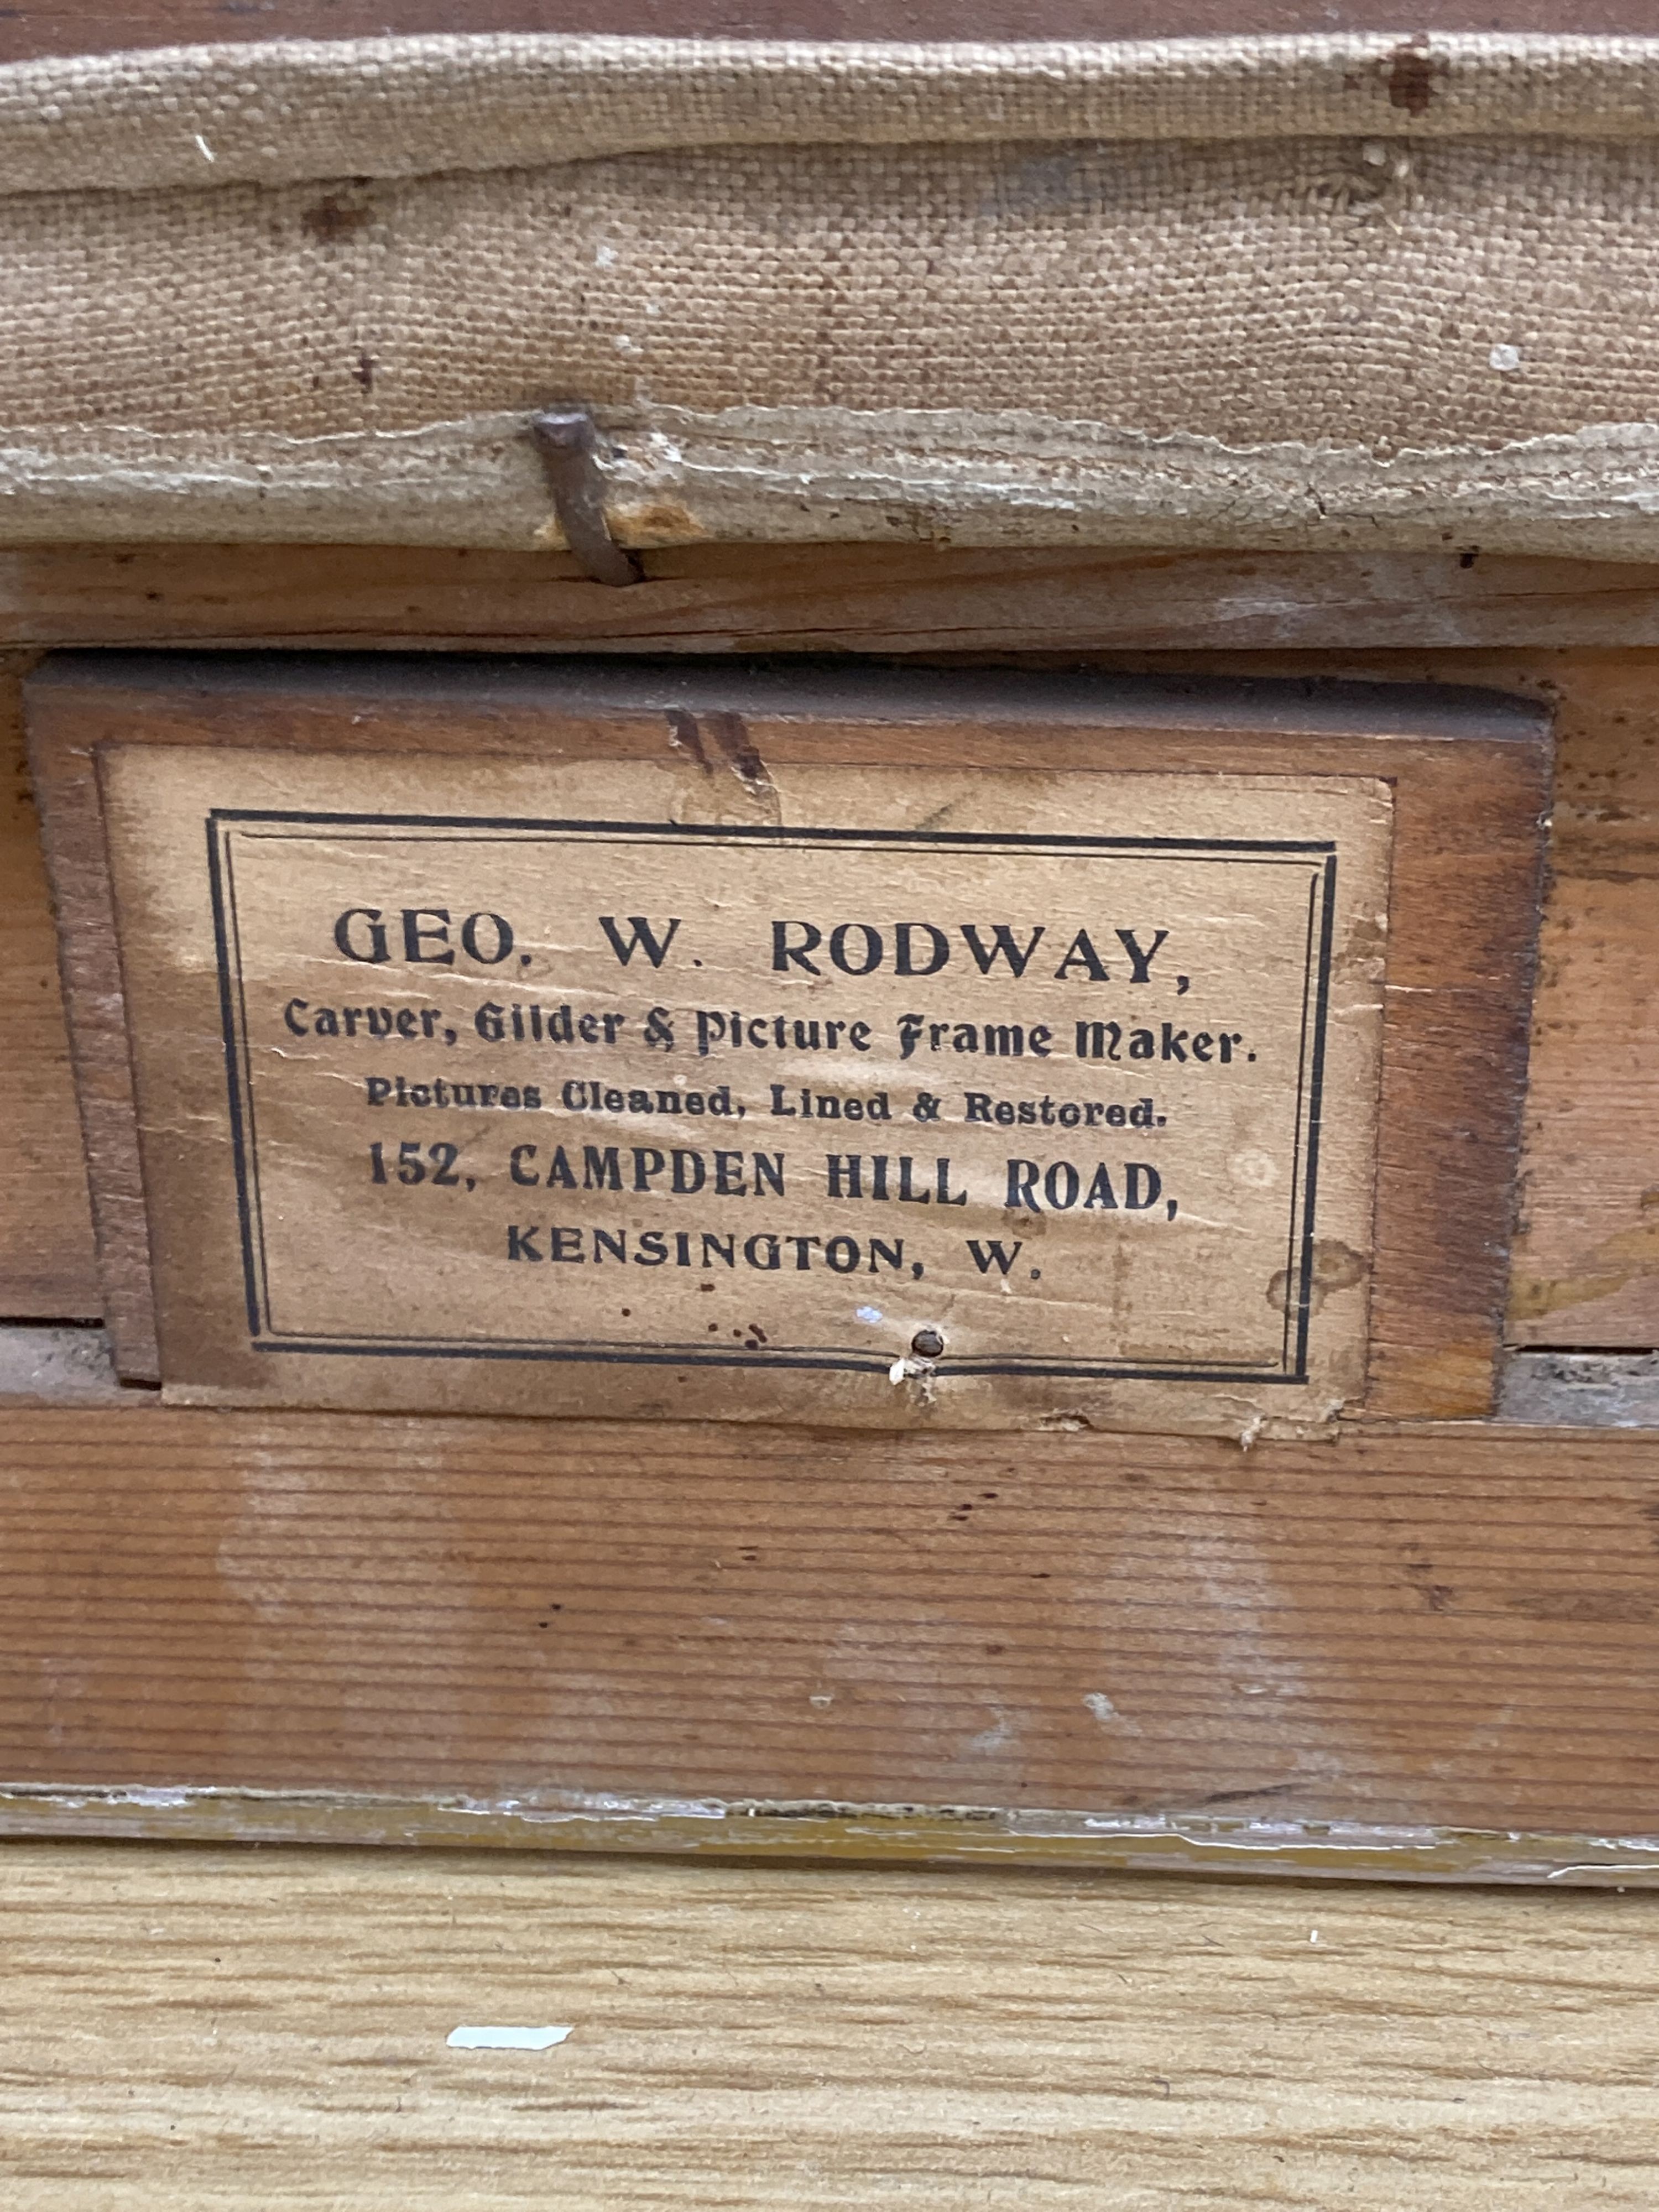 GEO. W. RODWAY,
Carver, Gilder & Picture Frame Maker.
Pictures Cleaned, Lined & Restored.
152, CAMPDEN HILL ROAD,
KENSINGTON, W.